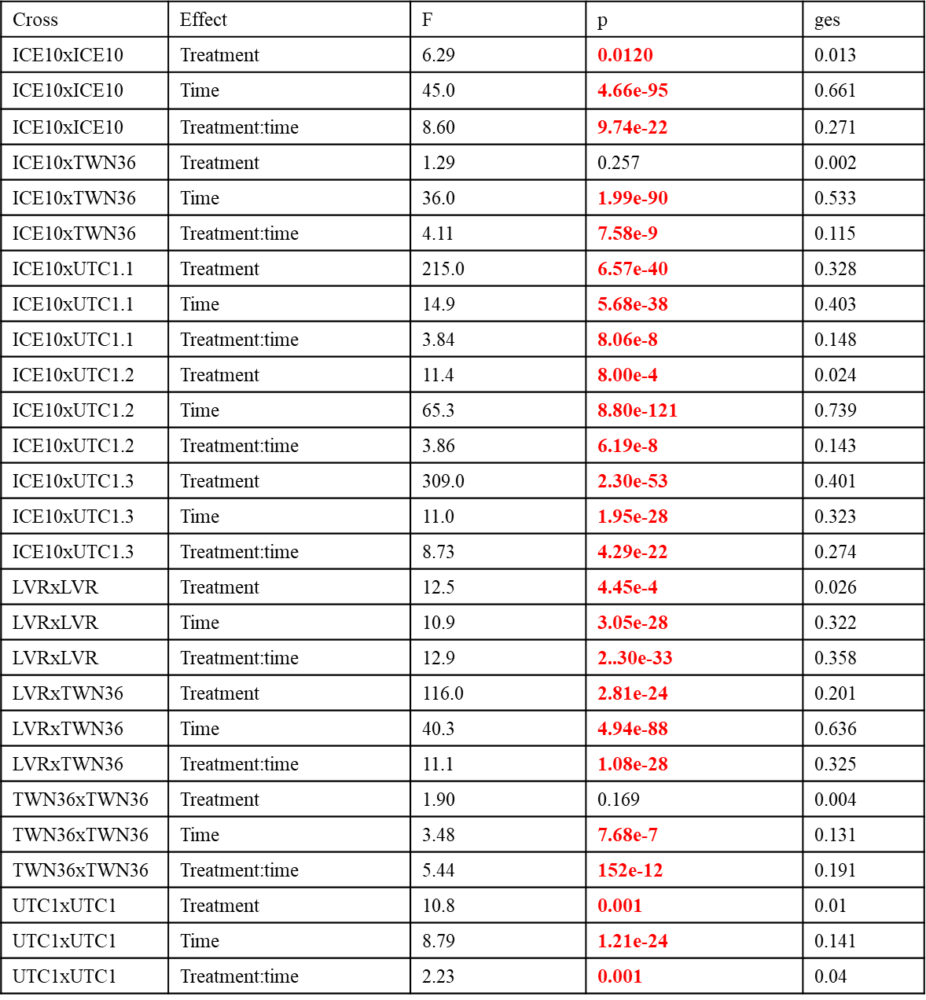 Cross Effect F p ges
ICE10xICE10 Treatment 6.29 0.0120 0.013
ICE10xICE10 Time 45.0 4.66e-95 0.661
ICE10xICE10 Treatment:time 8.60 9.74e-22 0.271
ICE10xTWN36 Treatment 1.29 0.257 0.002
ICE10xTWN36 Time 36.0 1.99e-90 0.533
ICE10xTWN36 Treatment:time 4.11 7.58e-9 0.115
ICE10xUTC1.1 Treatment 215.0 6.57e-40 0.328
ICE10xUTC1.1 Time 14.9 5.68e-38 0.403
ICE10xUTC1.1 Treatment:time 3.84 8.06e-8 0.148
ICE10xUTC1.2 Treatment 11.4 8.00e-4 0.024
ICE10xUTC1.2 Time 65.3 8.80e-121 0.739
ICE10xUTC1.2 Treatment:time 3.86 6.19e-8 0.143
ICE10xUTC1.3 Treatment 309.0 2.30e-53 0.401
ICE10xUTC1.3 Time 11.0 1.95e-28 0.323
ICE10xUTC1.3 Treatment:time 8.73 4.29e-22 0.274
LVRxLVR Treatment 12.5 4.45e-4 0.026
LVRxLVR Time 10.9 3.05e-28 0.322
LVRxLVR Treatment:time 12.9 2..30e-33 0.358
LVRxTWN36 Treatment 116.0 2.81e-24 0.201
LVRxTWN36 Time 40.3 4.94e-88 0.636
LVRxTWN36 Treatment:time 11.1 1.08e-28 0.325
TWN36xTWN36 Treatment 1.90 0.169 0.004
TWN36xTWN36 Time 3.48 7.68e-7 0.131
TWN36xTWN36 Treatment:time 5.44 152e-12 0.191
UTC1xUTC1 Treatment 10.8 0.001 0.01
UTC1xUTC1 Time 8.79 1.21e-24 0.141
UTC1xUTC1 Treatment:time 2.23 0.001 0.04